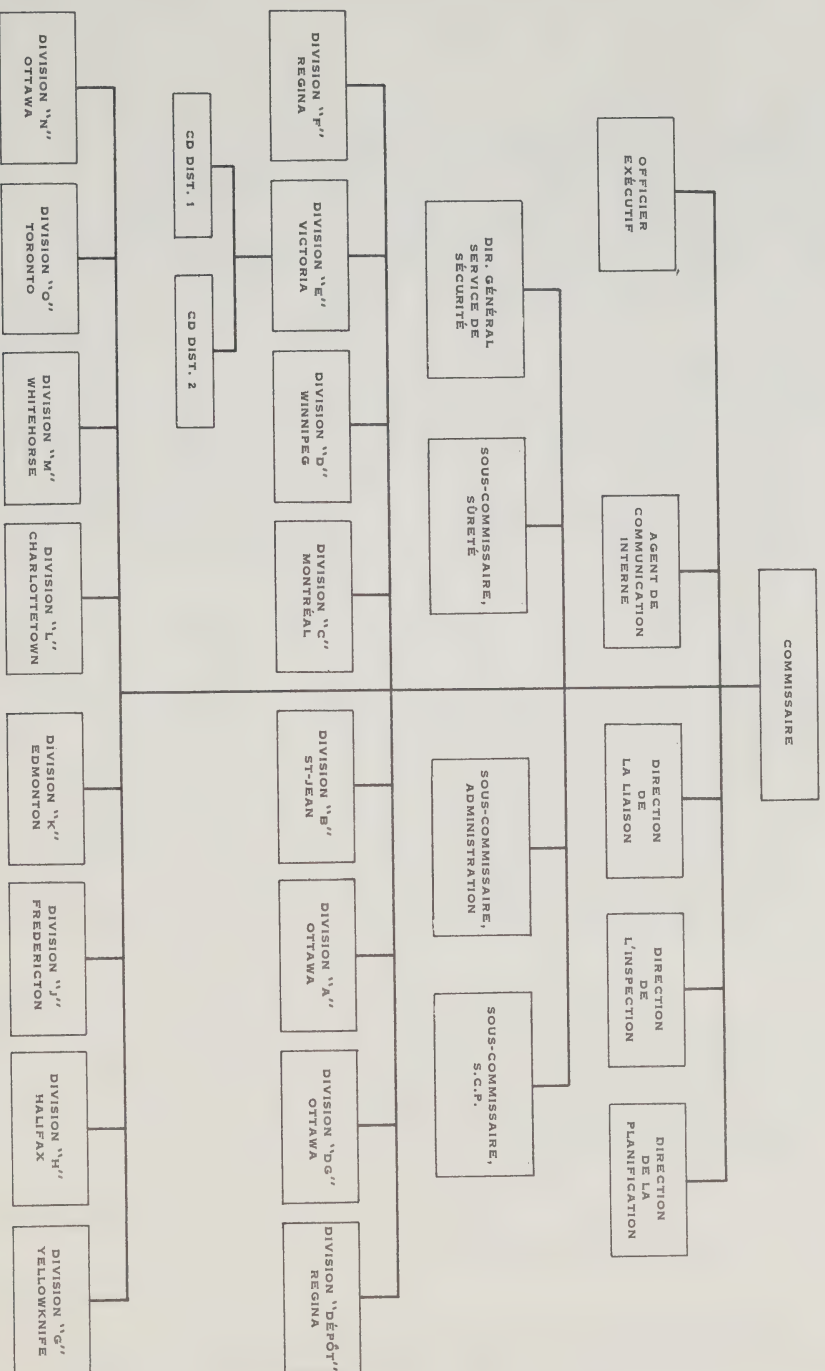 COMMISSAIRE
OFFICIER
EXÉCUTIF
AGENT DE
COMMUNICATION
INTERNE
DIRECTION
DE
LA LIAISON
DIRECTION
DE
L'INSPECTION
DIRECTION
DE LA
PLANIFICATION
DIR. GÉNÉRAL
SERVICE DE
SÉCURITÉ
SOUS-COMMISSAIRE,
SÛRETÉ
SOUS-COMMISSAIRE,
ADMINISTRATION
SOUS-COMMISSAIRE,
S.C.P.
DIVISION "F"
REGINA
DIVISION "E"
VICTORIA
DIVISION "D"
WINNIPEG
DIVISION "C"
MONTRÉAL
DIVISION "B"
ST-JEAN
DIVISION "A"
OTTAWA
DIVISION "DG"
OTTAWA
DIVISION "DÉPÔT"
REGINA
CD DIST. 1
CD DIST. 2
DIVISION "N"
OTTAWA
DIVISION "O"
TORONTO
DIVISION "M"
WHITEHORSE
DIVISION "L"
CHARLOTTETOWN
DIVISION "K"
EDMONTON
DIVISION "J"
FREDERICTON
DIVISION "H"
HALIFAX
DIVISION "G"
YELLOWKNIFE